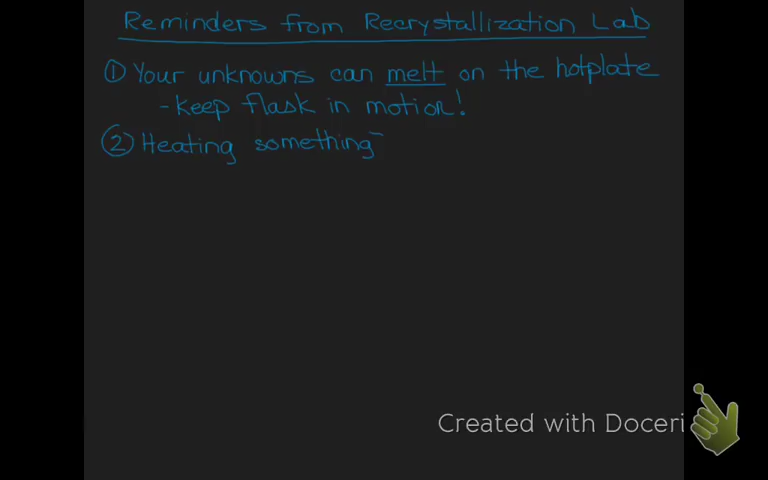 Reminders from Recrystallization Lab
① Your unknowns can melt on the hotplate
- Keep flask in motion!
② Heating something
Created with Doceri